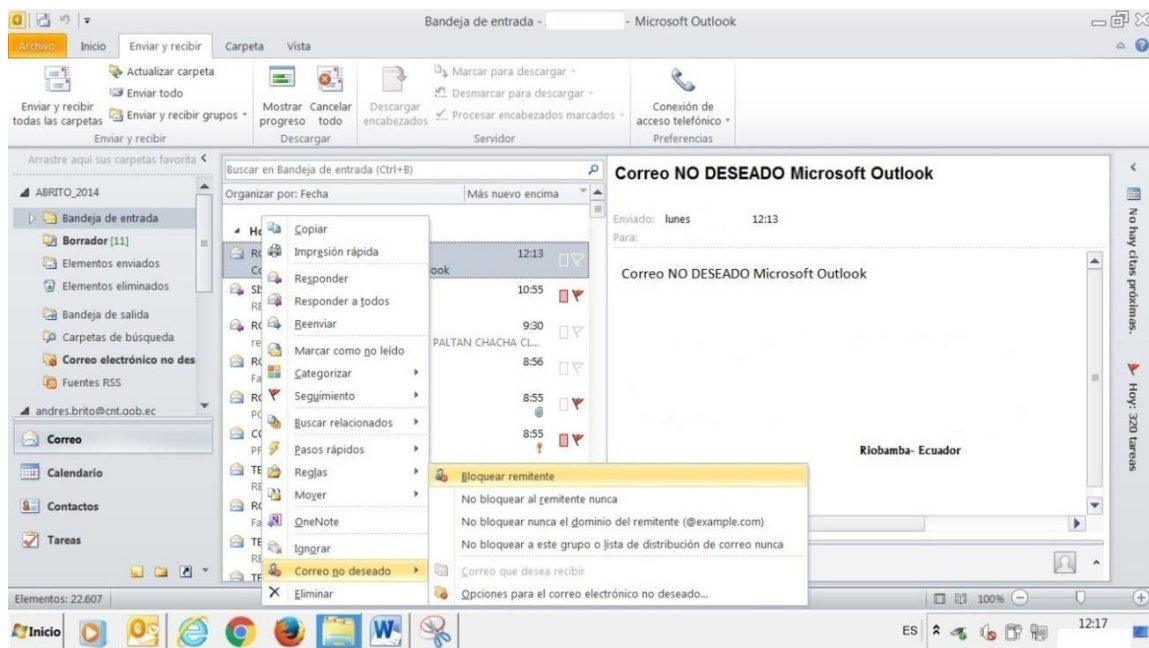 Bandeja de entrada - - Microsoft Outlook
Archivo Inicio Enviar y recibir Carpeta Vista
Enviar y recibir todas las carpetas
Actualizar carpeta
Enviar todo
Enviar y recibir grupos
Enviar y recibir
Mostrar progreso
Cancelar todo
Descargar
Descargar encabezados
Marcar para descargar
Desmarcar para descargar
Procesar encabezados marcados
Servidor
Conexión de acceso telefónico
Preferencias
Arrastre aquí sus carpetas favorita
ABRITO_2014
Bandeja de entrada
Borrador [11]
Elementos enviados
Elementos eliminados
Bandeja de salida
Carpetas de búsqueda
Correo electrónico no des
Fuentes RSS
andres.brito@cnt.gob.ec
Correo
Calendario
Contactos
Tareas
Buscar en Bandeja de entrada (Ctrl+B)
Organizar por: Fecha Más nuevo encima
12:13
ook
10:55
9:30
PALTAN CHACHA CL...
8:56
8:55
8:55
Copiar
Impresión rápida
Responder
Responder a todos
Reenviar
Marcar como no leído
Categorizar
Seguimiento
Buscar relacionados
Pasos rápidos
Reglas
Mover
OneNote
Ignorar
Correo no deseado
Eliminar
Bloquear remitente
No bloquear al remitente nunca
No bloquear nunca el dominio del remitente (@example.com)
No bloquear a este grupo o lista de distribución de correo nunca
Correo que desea recibir
Opciones para el correo electrónico no deseado...
Correo NO DESEADO Microsoft Outlook
Enviado: lunes 12:13
Para:
Correo NO DESEADO Microsoft Outlook
Riobamba- Ecuador
No hay citas próximas.
Hoy: 320 tareas
Elementos: 22.607
100%
Inicio
ES
12:17